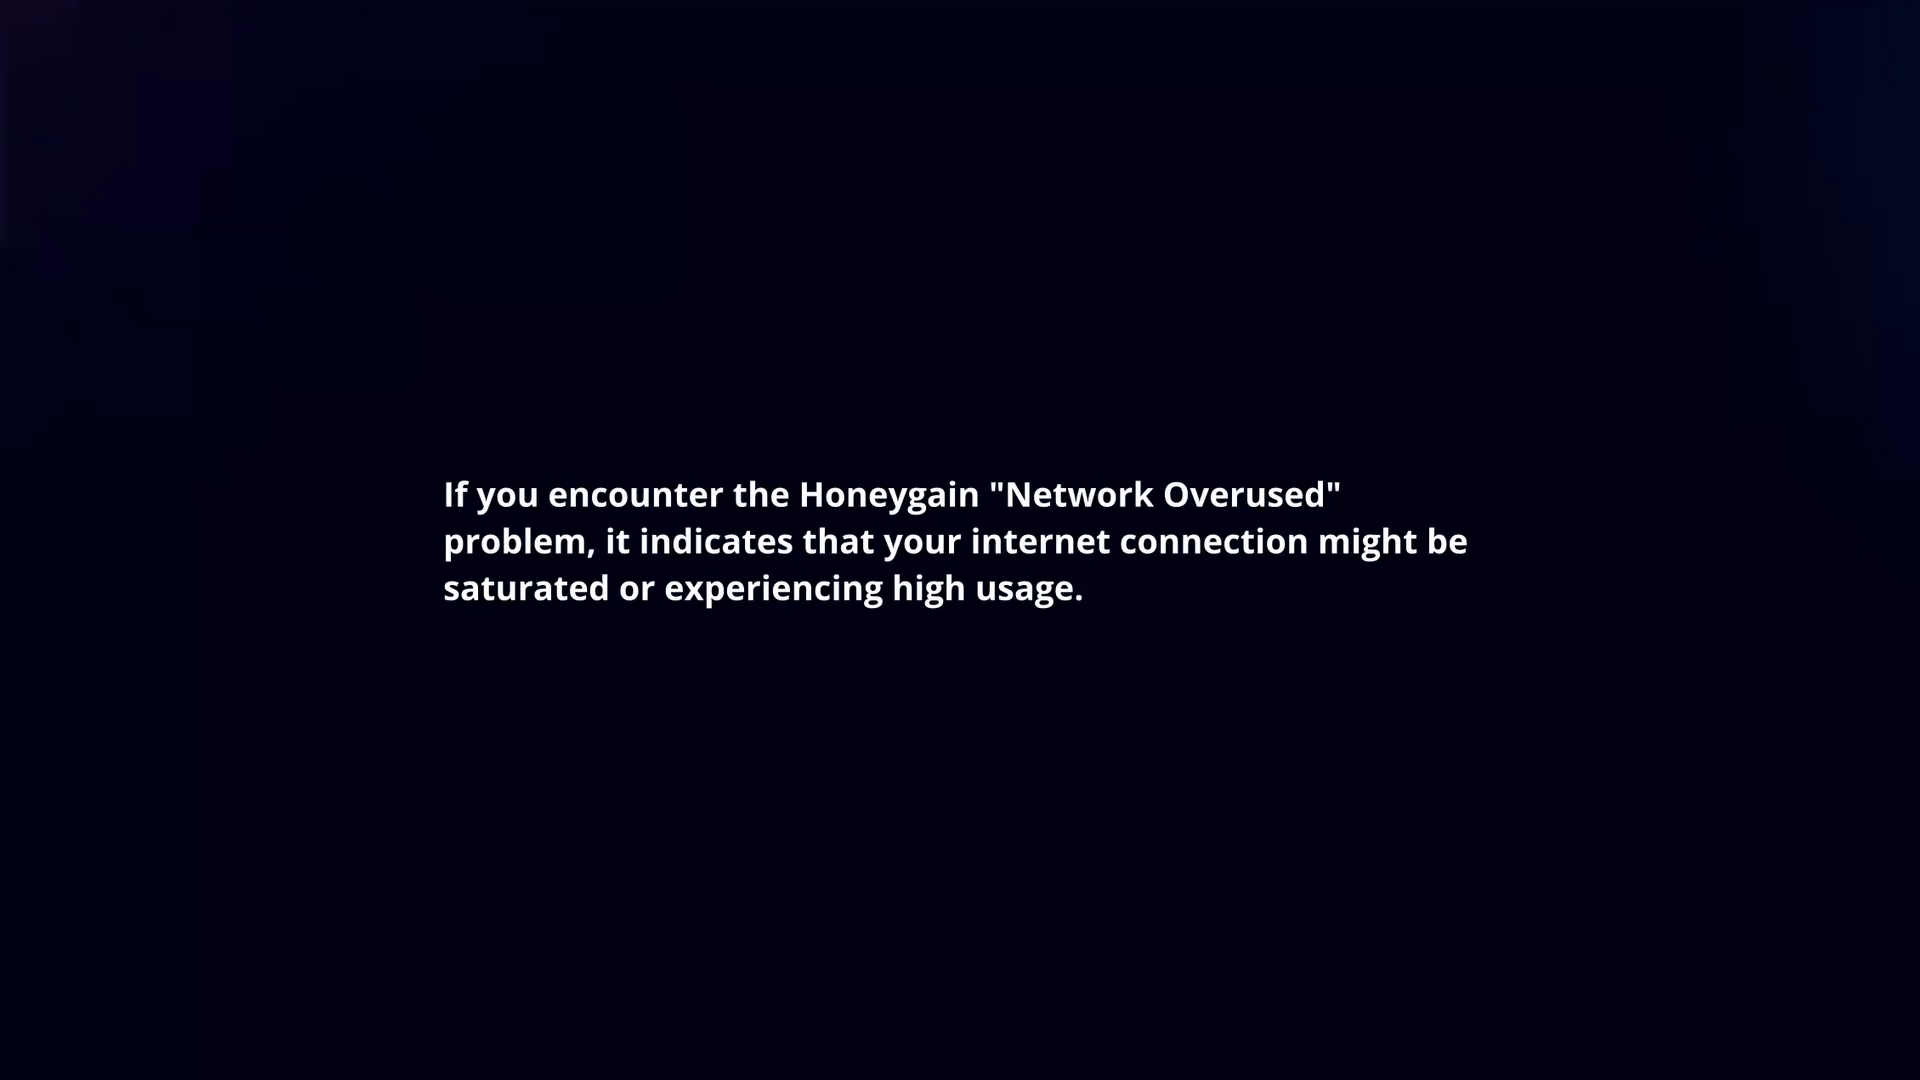 If you encounter the Honeygain "Network Overused"
problem, it indicates that your internet connection might be
saturated or experiencing high usage.